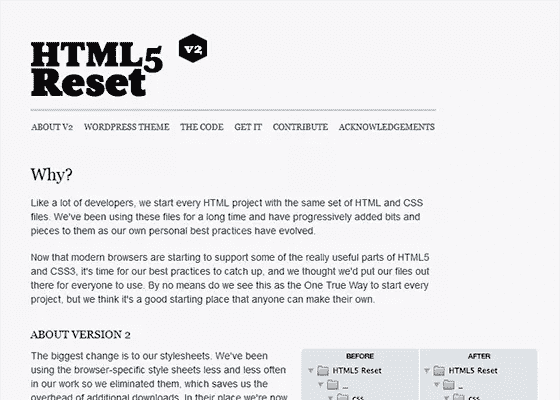 HTML5
Reset
v2
ABOUT V2 WORDPRESS THEME THE CODE GET IT CONTRIBUTE ACKNOWLEDGEMENTS
Why?
Like a lot of developers, we start every HTML project with the same set of HTML and CSS
files. We've been using these files for a long time and have progressively added bits and
pieces to them as our own personal best practices have evolved.
Now that modern browsers are starting to support some of the really useful parts of HTML5
and CSS3, it's time for our best practices to catch up, and we thought we'd put our files out
there for everyone to use. By no means do we see this as the One True Way to start every
project, but we think it's a good starting place that anyone can make their own.
ABOUT VERSION 2
The biggest change is to our stylesheets. We've been
using the browser-specific style sheets less and less often
in our work so we eliminated them, which saves us the
overhead of additional downloads. In their place we're now
BEFORE
HTML5 Reset
_
css
AFTER
HTML5 Reset
_
css